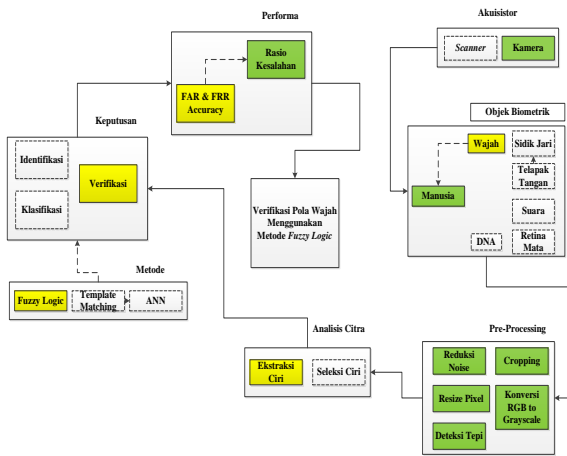 Performa
Akuisistor
Rasio
Kesalahan
FAR & FRR
Accuracy
Scanner
Kamera
Keputusan
Identifikasi
Verifikasi
Klasifikasi
Objek Biometrik
Wajah
Sidik Jari
Telapak
Tangan
Manusia
Suara
DNA
Retina
Mata
Verifikasi Pola Wajah
Menggunakan
Metode Fuzzy Logic
Metode
Fuzzy Logic
Template
Matching
ANN
Analisis Citra
Ekstraksi
Ciri
Seleksi Ciri
Pre-Processing
Reduksi
Noise
Cropping
Resize Pixel
Konversi
RGB to
Grayscale
Deteksi Tepi